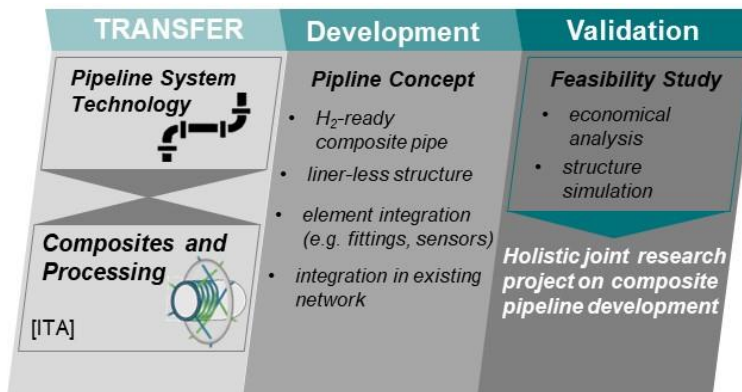 TRANSFER
Pipeline System
Technology
Composites and
Processing
[ITA]
Development
Pipline Concept
• H₂-ready
composite pipe
• liner-less structure
• element integration
(e.g. fittings, sensors)
• integration in existing
network
Validation
Feasibility Study
• economical
analysis
• structure
simulation
Holistic joint research
project on composite
pipeline development